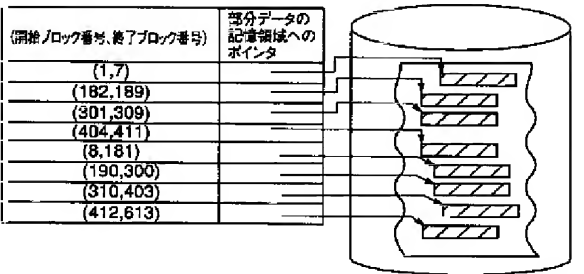 (開始ブロック番号、終了ブロック番号)
部分データの
記憶領域への
ポインタ
(1,7)
(182,189)
(301,309)
(404,411)
(8,181)
(190,300)
(310,403)
(412,613)